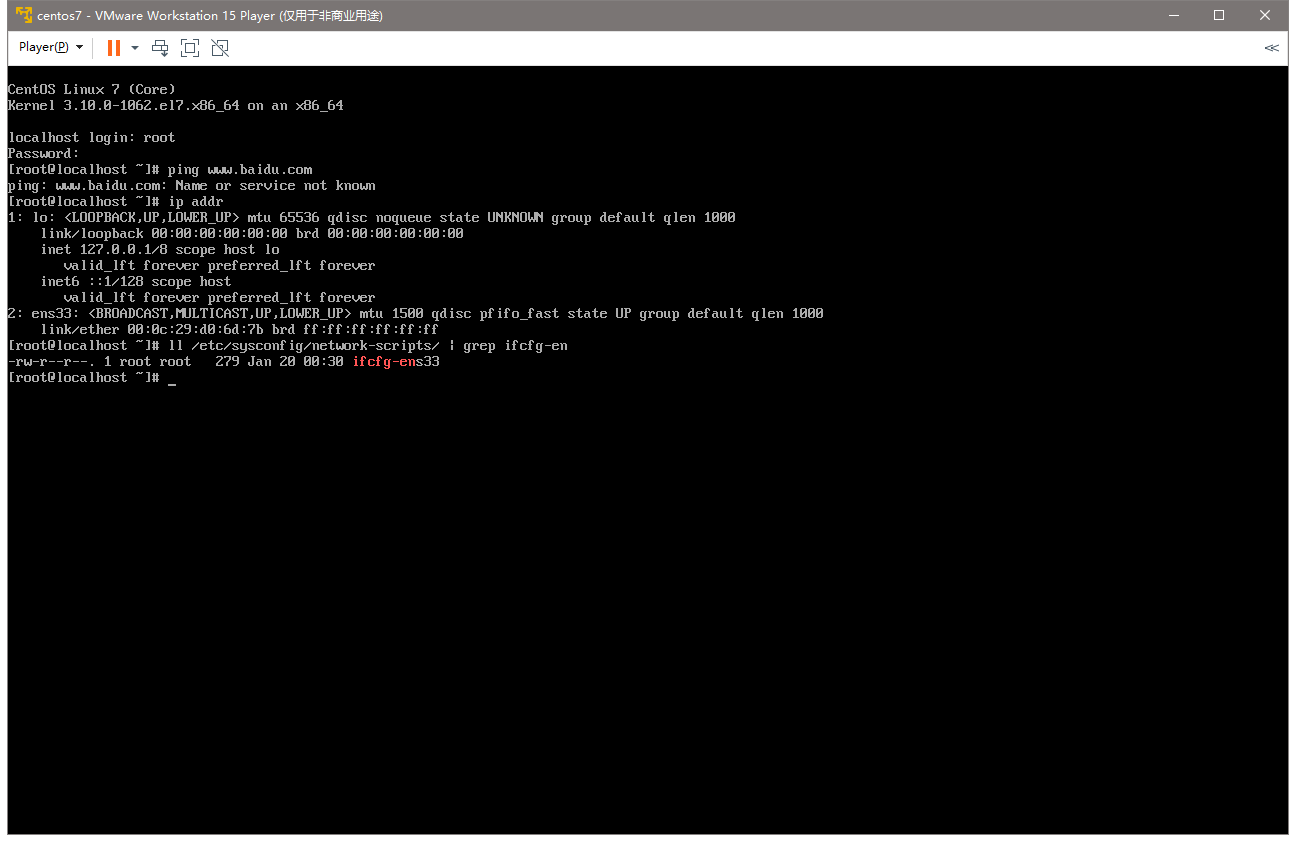 centos7 - VMware Workstation 15 Player (仅用于非商业用途)
Player(P)
CentOS Linux 7 (Core)
Kernel 3.10.0-1062.el7.x86_64 on an x86_64
localhost login: root
Password:
[root@localhost ~]# ping www.baidu.com
ping: www.baidu.com: Name or service not known
[root@localhost ~]# ip addr
1: lo: <LOOPBACK,UP,LOWER_UP> mtu 65536 qdisc noqueue state UNKNOWN group default qlen 1000
    link/loopback 00:00:00:00:00:00 brd 00:00:00:00:00:00
    inet 127.0.0.1/8 scope host lo
       valid_lft forever preferred_lft forever
    inet6 ::1/128 scope host
       valid_lft forever preferred_lft forever
2: ens33: <BROADCAST,MULTICAST,UP,LOWER_UP> mtu 1500 qdisc pfifo_fast state UP group default qlen 1000
    link/ether 00:0c:29:d0:6d:7b brd ff:ff:ff:ff:ff:ff
[root@localhost ~]# ll /etc/sysconfig/network-scripts/ | grep ifcfg-en
-rw-r--r--. 1 root root   279 Jan 20 00:30 ifcfg-ens33
[root@localhost ~]# _